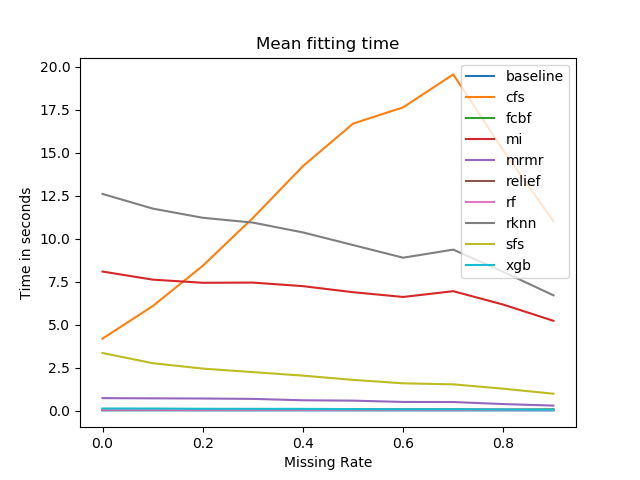 Mean fitting time
Time in seconds
20.0
17.5
15.0
12.5
10.0
7.5
5.0
2.5
0.0
baseline
cfs
fcbf
mi
mrmr
relief
rf
rknn
sfs
xgb
0.0 0.2 0.4 0.6 0.8
Missing Rate